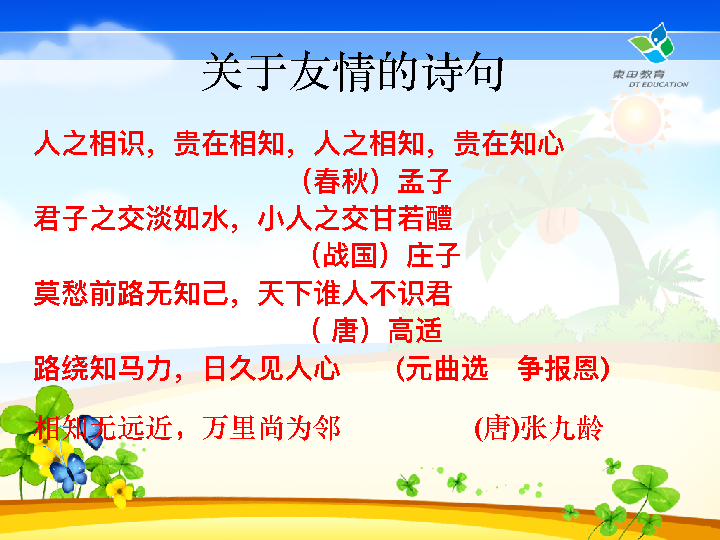 关于友情的诗句
東田教育
DT EDUCATION
人之相识，贵在相知，人之相知，贵在知心
（春秋）孟子
君子之交淡如水，小人之交甘若醴
（战国）庄子
莫愁前路无知己，天下谁人不识君
（ 唐）高适
路绕知马力，日久见人心 （元曲选 争报恩）
相知无远近，万里尚为邻 (唐)张九龄